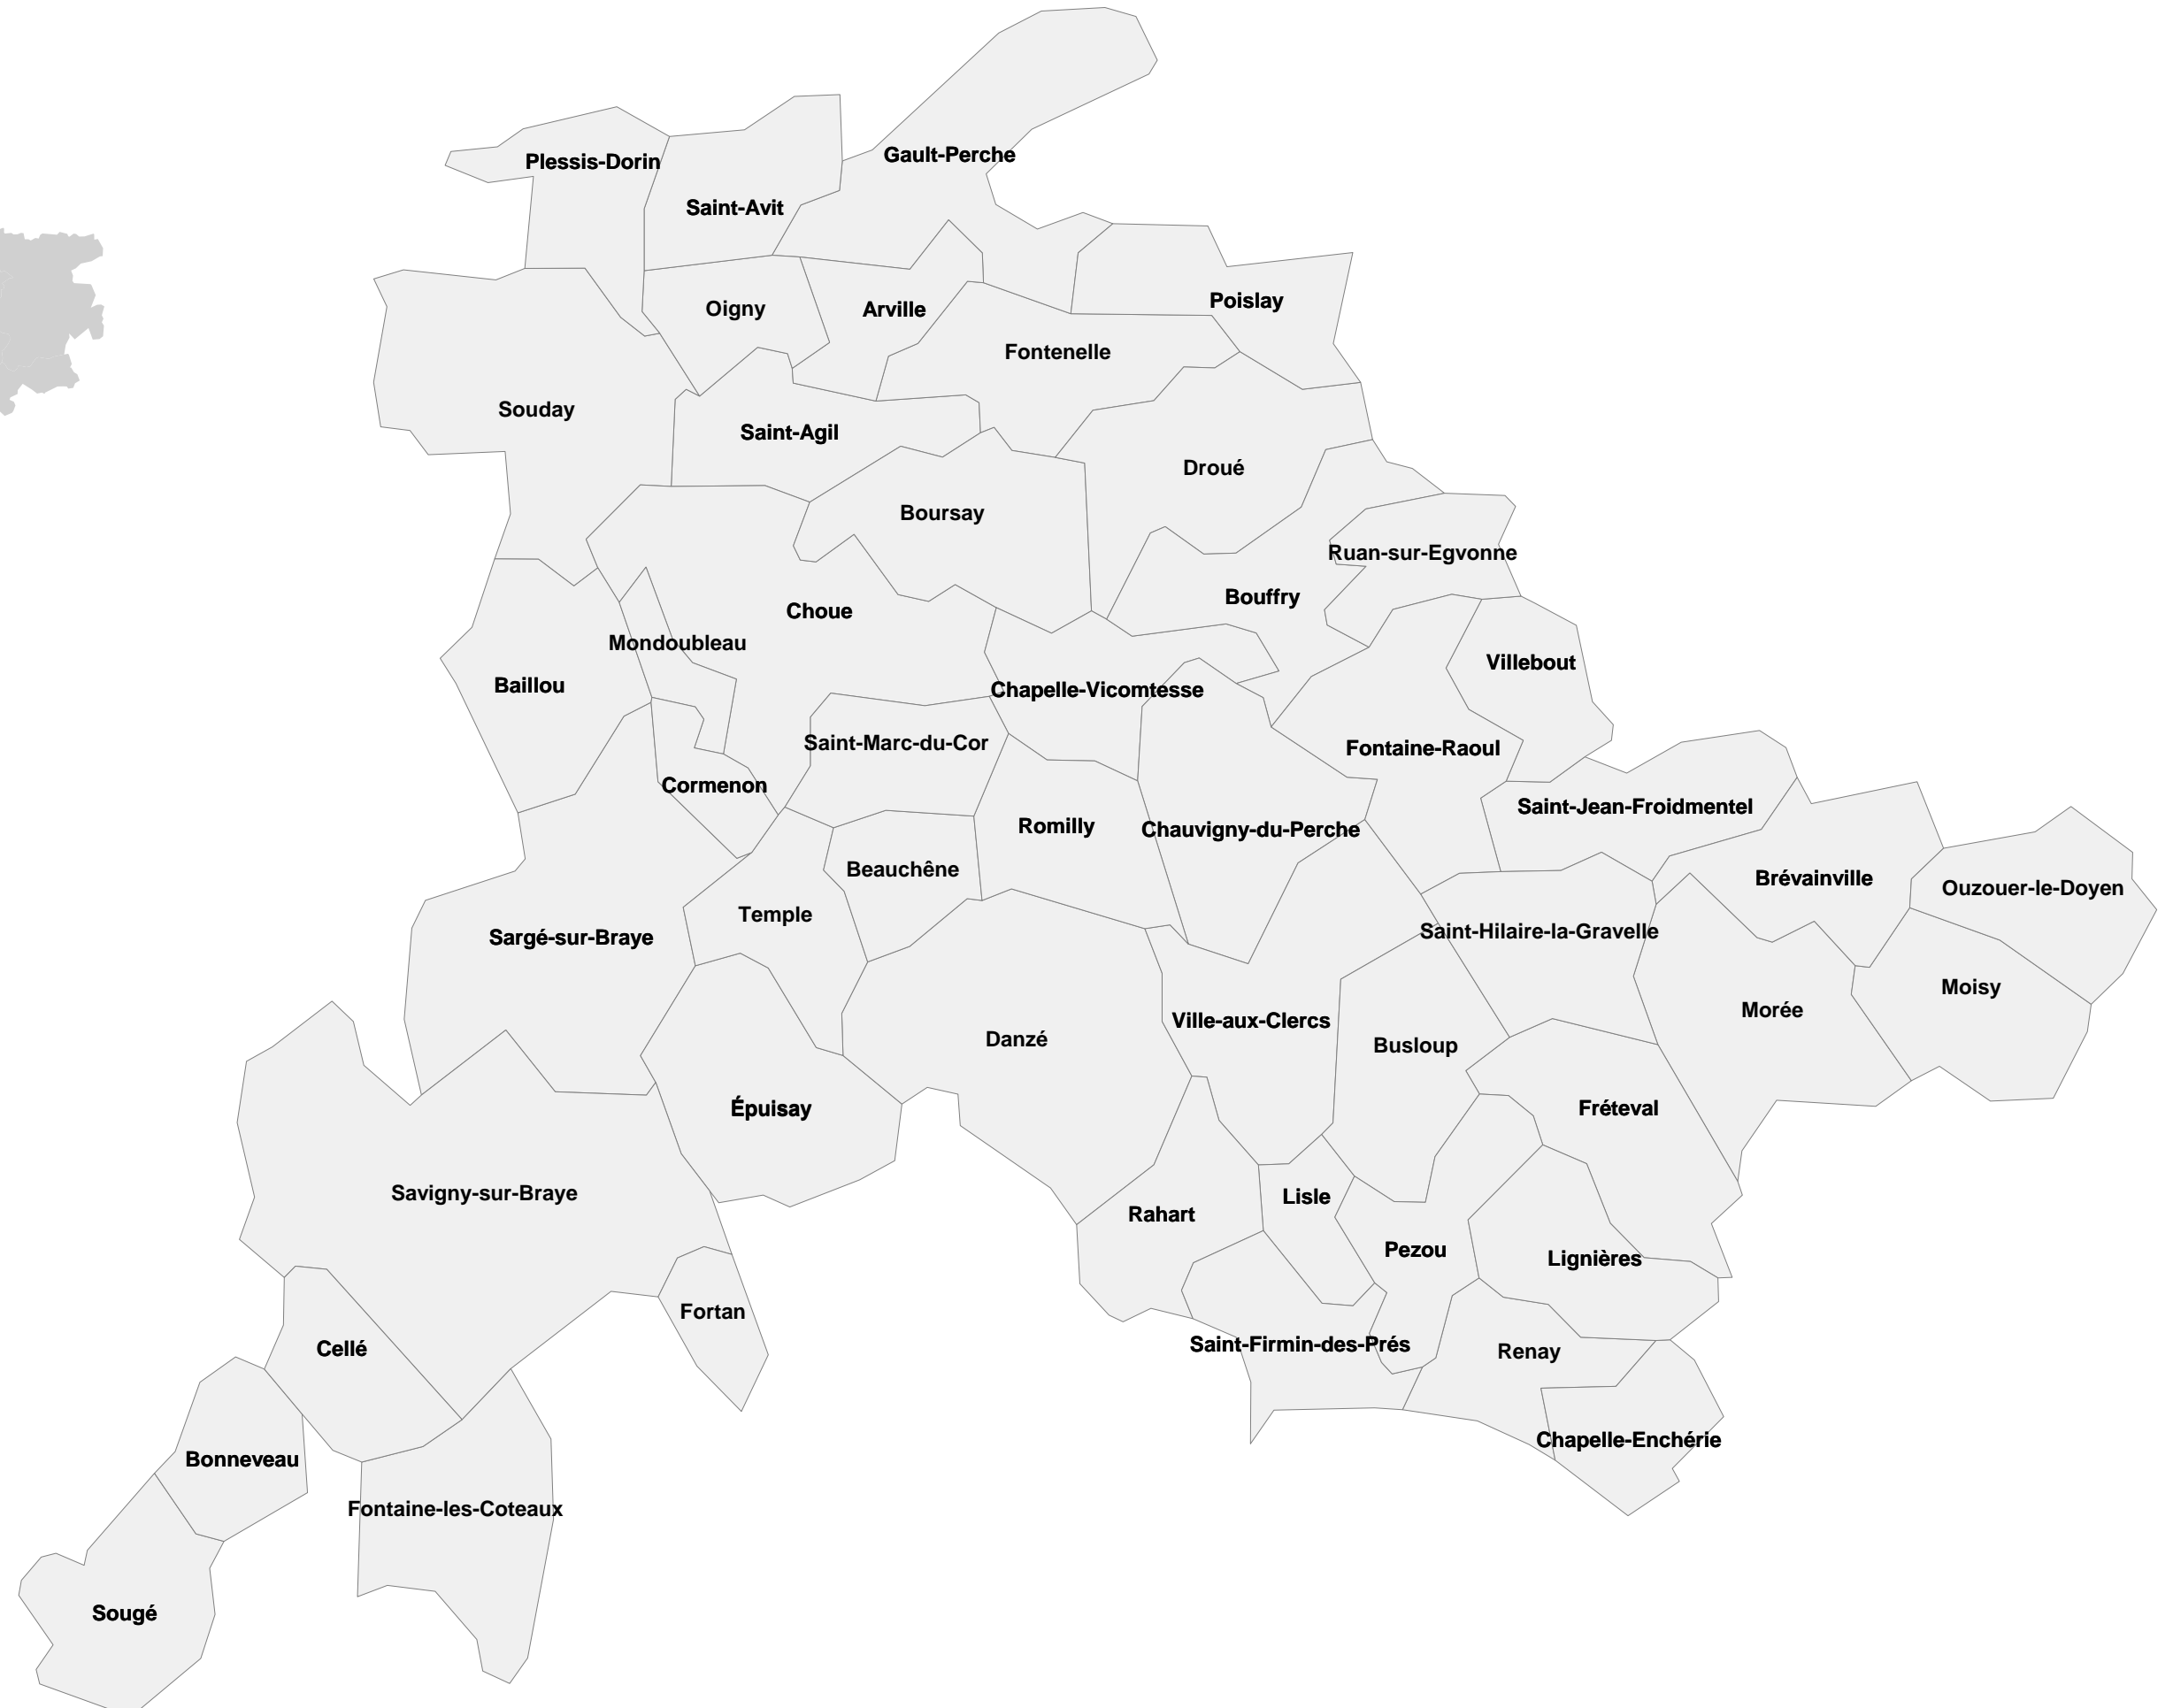 Gault-Perche
Plessis-Dorin
Saint-Avit
Poislay
Oigny
Arville
Fontenelle
Souday
Saint-Agil
Droué
Boursay
Ruan-sur-Egvonne
Bouffry
Choue
Mondoubleau
Villebout
Baillou
Chapelle-Vicomtesse
Saint-Marc-du-Cor
Fontaine-Raoul
Cormenon
Saint-Jean-Froidmentel
Romilly
Chauvigny-du-Perche
Beauchêne
Brévainville
Ouzouer-le-Doyen
Temple
Saint-Hilaire-la-Gravelle
Sargé-sur-Braye
Moisy
Morée
Ville-aux-Clercs
Danzé
Busloup
Épuisay
Fréteval
Savigny-sur-Braye
Lisle
Rahart
Pezou
Lignières
Fortan
Saint-Firmin-des-Prés
Cellé
Renay
Chapelle-Enchérie
Bonneveau
Fontaine-les-Coteaux
Sougé